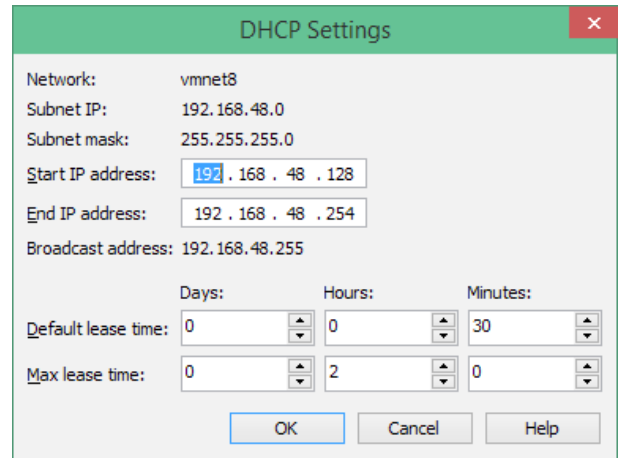 DHCP Settings
Network: vmnet8
Subnet IP: 192.168.48.0
Subnet mask: 255.255.255.0
Start IP address: 192 . 168 . 48 . 128
End IP address: 192 . 168 . 48 . 254
Broadcast address: 192.168.48.255
Days: Hours: Minutes:
Default lease time: 0 0 30
Max lease time: 0 2 0
OK Cancel Help